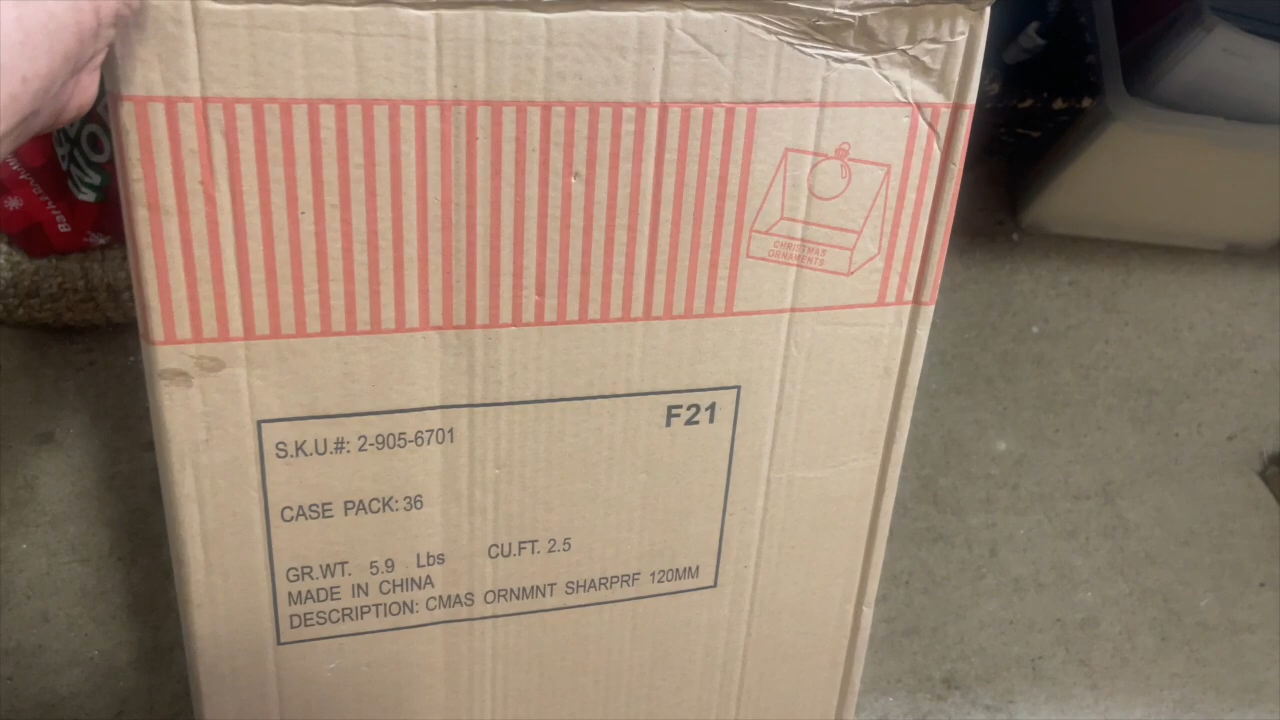 CHRISTMAS
ORNAMENTS
F21
S.K.U.#: 2-905-6701
CASE PACK: 36
GR.WT. 5.9 Lbs CU.FT. 2.5
MADE IN CHINA
DESCRIPTION: CMAS ORNMNT SHARPRF 120MM